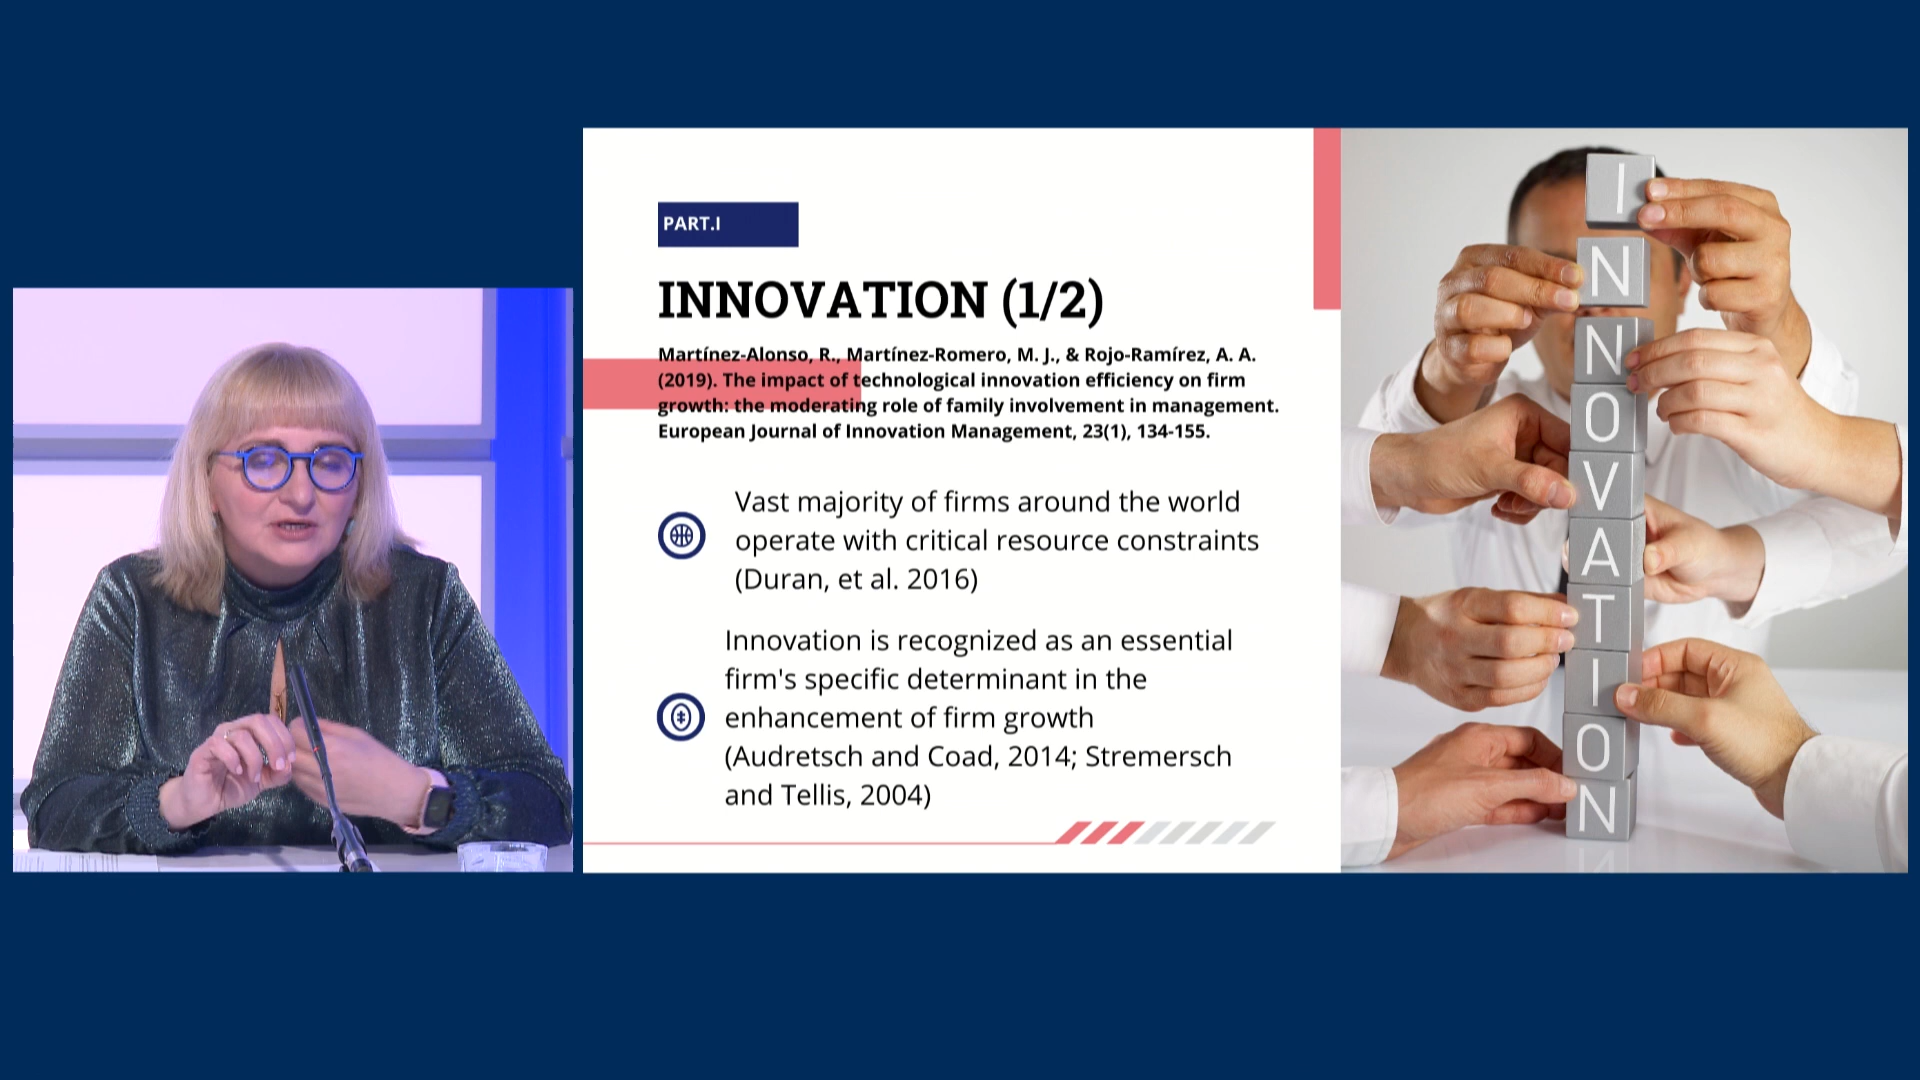 PART.I
INNOVATION (1/2)
Martínez-Alonso, R., Martínez-Romero, M. J., & Rojo-Ramírez, A. A.
(2019). The impact of technological innovation efficiency on firm
growth: the moderating role of family involvement in management.
European Journal of Innovation Management, 23(1), 134-155.
Vast majority of firms around the world
operate with critical resource constraints
(Duran, et al. 2016)
Innovation is recognized as an essential
firm's specific determinant in the
enhancement of firm growth
(Audretsch and Coad, 2014; Stremersch
and Tellis, 2004)
I
N
N
O
V
A
T
I
O
N